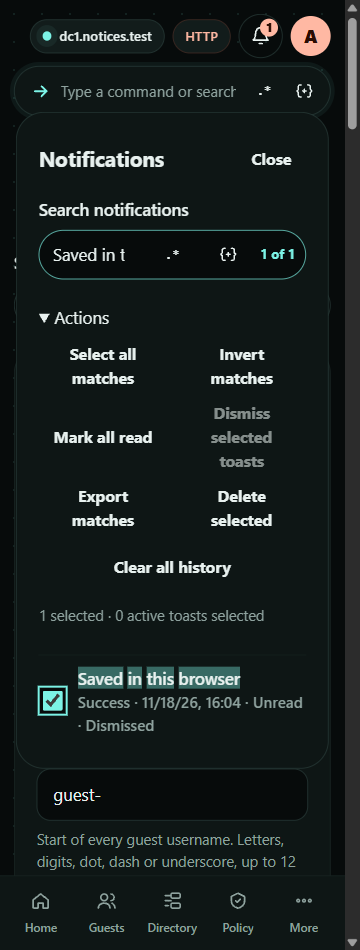 dc1.notices.test HTTP 1 A
Type a command or search .* {+}
Notifications Close
Search notifications
Saved in t .* {+} 1 of 1
▼ Actions
Select all matches
Invert matches
Mark all read
Dismiss selected toasts
Export matches
Delete selected
Clear all history
1 selected · 0 active toasts selected
Saved in this browser
Success · 11/18/26, 16:04 · Unread
· Dismissed
guest-
Start of every guest username. Letters,
digits, dot, dash or underscore, up to 12
Home Guests Directory Policy More